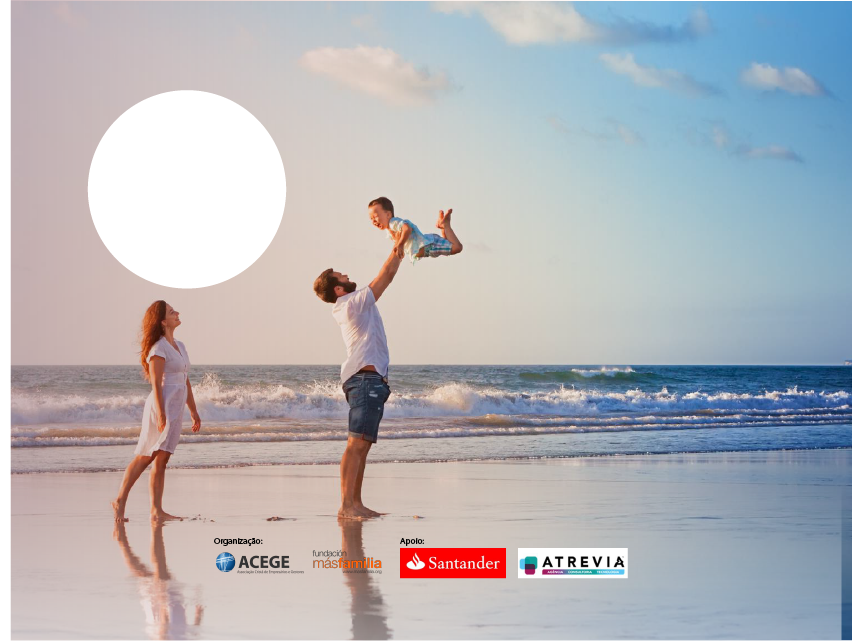 Organização:
Apoio:
ACEGE
fundación
másfamilia
Santander
ATREVIA